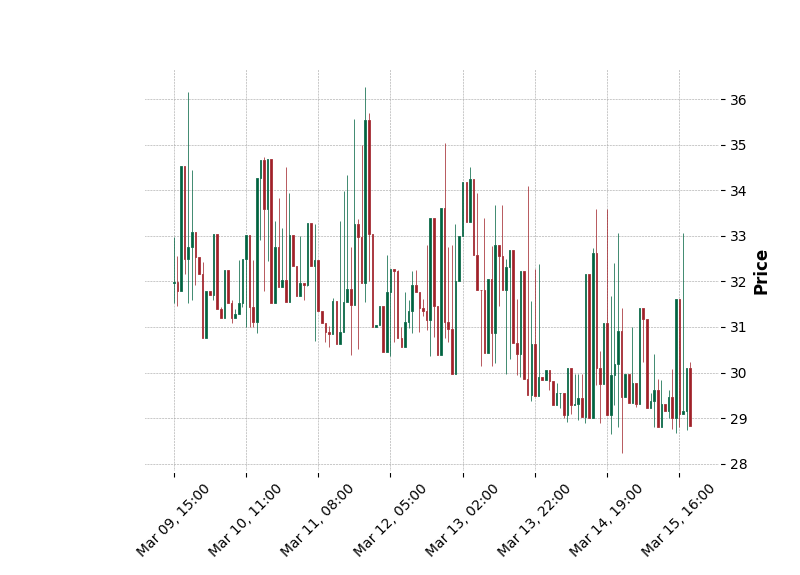 36
35
34
33
32
31
30
29
28
Price
Mar 09, 15:00
Mar 10, 11:00
Mar 11, 08:00
Mar 12, 05:00
Mar 13, 02:00
Mar 13, 22:00
Mar 14, 19:00
Mar 15, 16:00